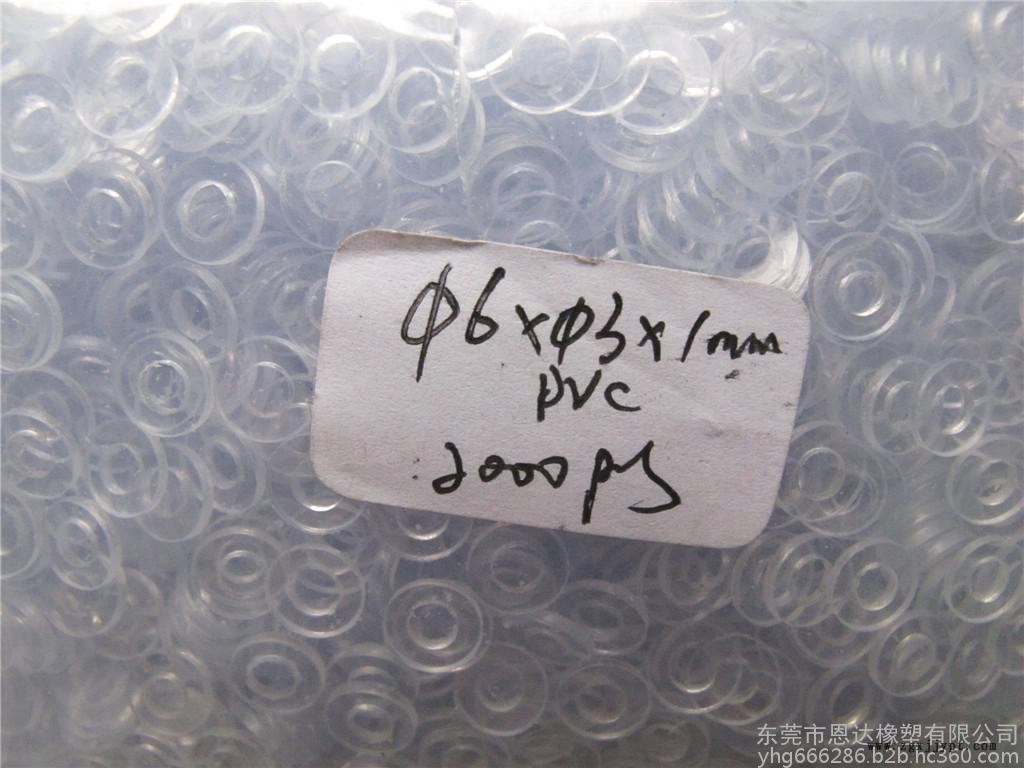 φ6×φ3×1mm
PVC
2000pcs
东莞市恩达橡塑有限公司
yhg666286.b2b.hc360.com